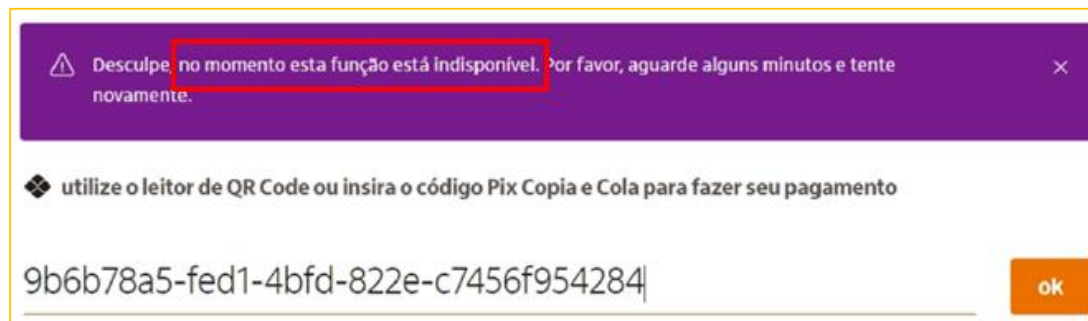 Desculpe, no momento esta função está indisponível. Por favor, aguarde alguns minutos e tente
novamente.
utilize o leitor de QR Code ou insira o código Pix Copia e Cola para fazer seu pagamento
9b6b78a5-fed1-4bfd-822e-c7456f954284
ok